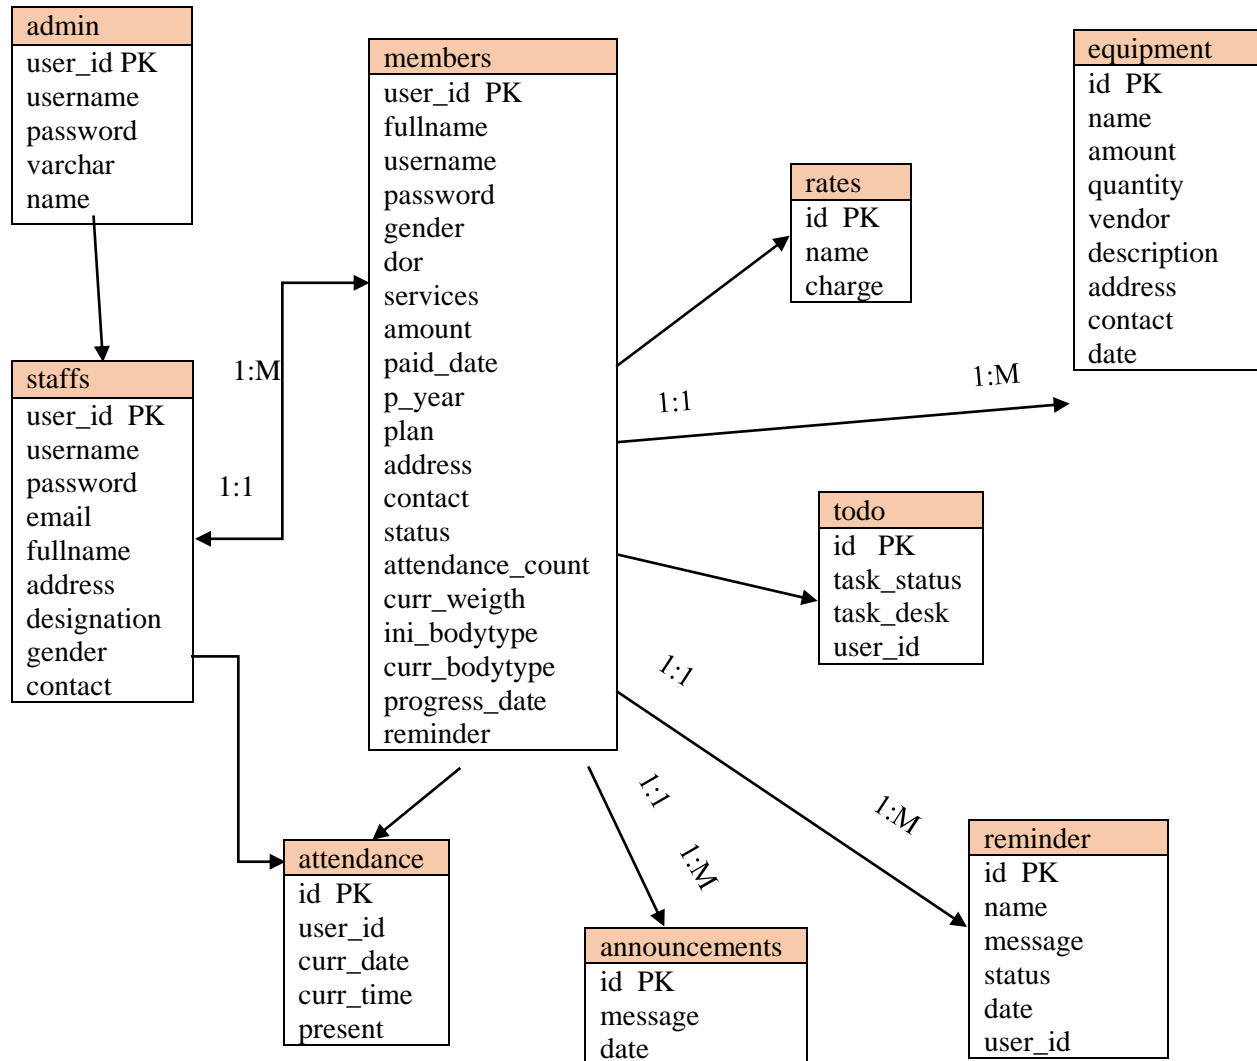 admin
user_id PK
username
password
varchar
name
members
user_id PK
fullname
username
password
gender
dor
services
amount
paid_date
p_year
plan
address
contact
status
attendance_count
curr_weigth
ini_bodytype
curr_bodytype
progress_date
reminder
equipment
id PK
name
amount
quantity
vendor
description
address
contact
date
rates
id PK
name
charge
staffs
user_id PK
username
password
email
fullname
address
designation
gender
contact
1:M
1:1
1:1
1:M
todo
id PK
task_status
task_desk
user_id
1:1
1:M
1:1
1:M
attendance
id PK
user_id
curr_date
curr_time
present
announcements
id PK
message
date
reminder
id PK
name
message
status
date
user_id